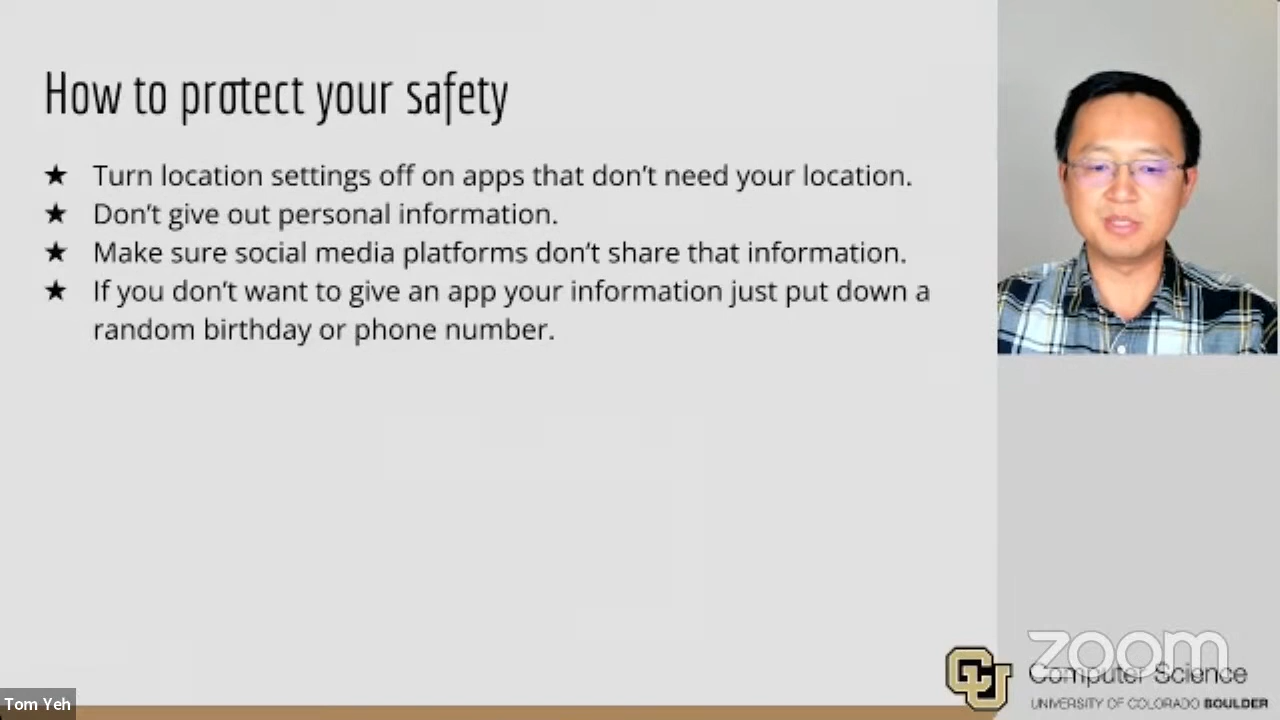 How to protect your safety
★ Turn location settings off on apps that don't need your location.
★ Don't give out personal information.
★ Make sure social media platforms don't share that information.
★ If you don't want to give an app your information just put down a
random birthday or phone number.
zoom
CU
Computer Science
UNIVERSITY OF COLORADO BOULDER
Tom Yeh